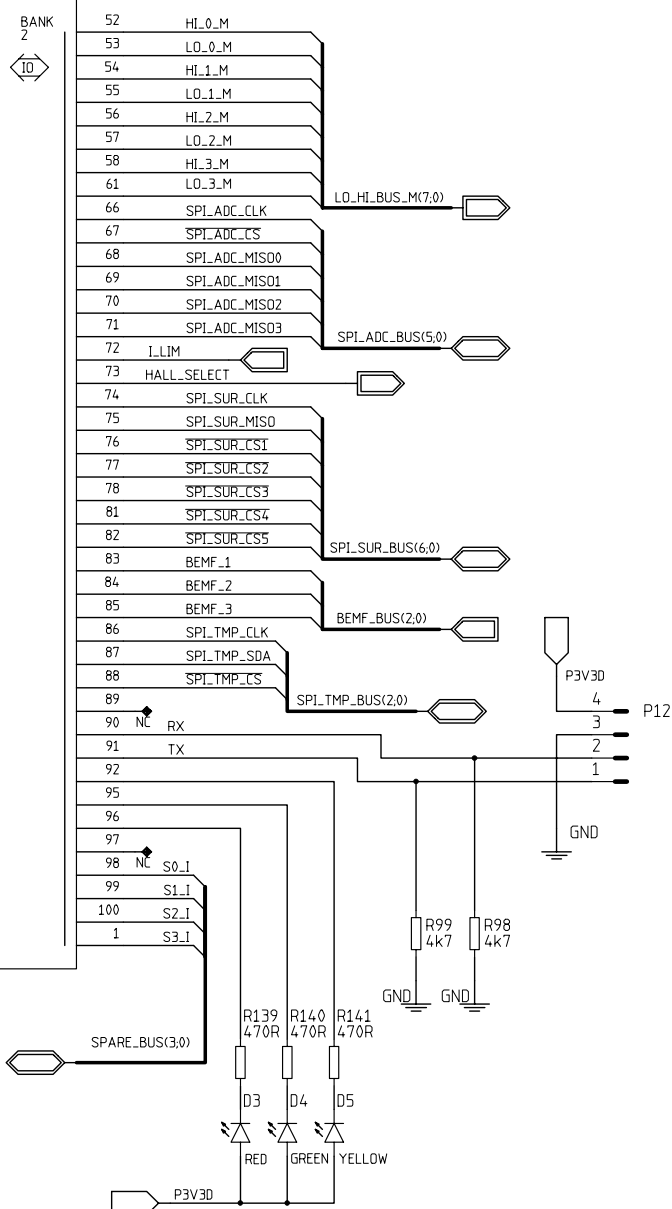 BANK
2
IO
52 HI_0_M
53 LO_0_M
54 HI_1_M
55 LO_1_M
56 HI_2_M
57 LO_2_M
58 HI_3_M
61 LO_3_M
LO_HI_BUS_M(7;0)
66 SPI_ADC_CLK
67 SPI_ADC_CS
68 SPI_ADC_MISO0
69 SPI_ADC_MISO1
70 SPI_ADC_MISO2
71 SPI_ADC_MISO3
SPI_ADC_BUS(5;0)
72 I_LIM
73 HALL_SELECT
74 SPI_SUR_CLK
75 SPI_SUR_MISO
76 SPI_SUR_CS1
77 SPI_SUR_CS2
78 SPI_SUR_CS3
81 SPI_SUR_CS4
82 SPI_SUR_CS5
SPI_SUR_BUS(6;0)
83 BEMF_1
84 BEMF_2
85 BEMF_3
BEMF_BUS(2;0)
86 SPI_TMP_CLK
87 SPI_TMP_SDA
88 SPI_TMP_CS
SPI_TMP_BUS(2;0)
89 NC
90 RX
91 TX
92
95
96
97 NC
98 S0_I
99 S1_I
100 S2_I
1 S3_I
SPARE_BUS(3;0)
P3V3D
4
3
2
1
P12
GND
R99
4k7
R98
4k7
GND
GND
R139
470R
R140
470R
R141
470R
D3
D4
D5
RED
GREEN
YELLOW
P3V3D